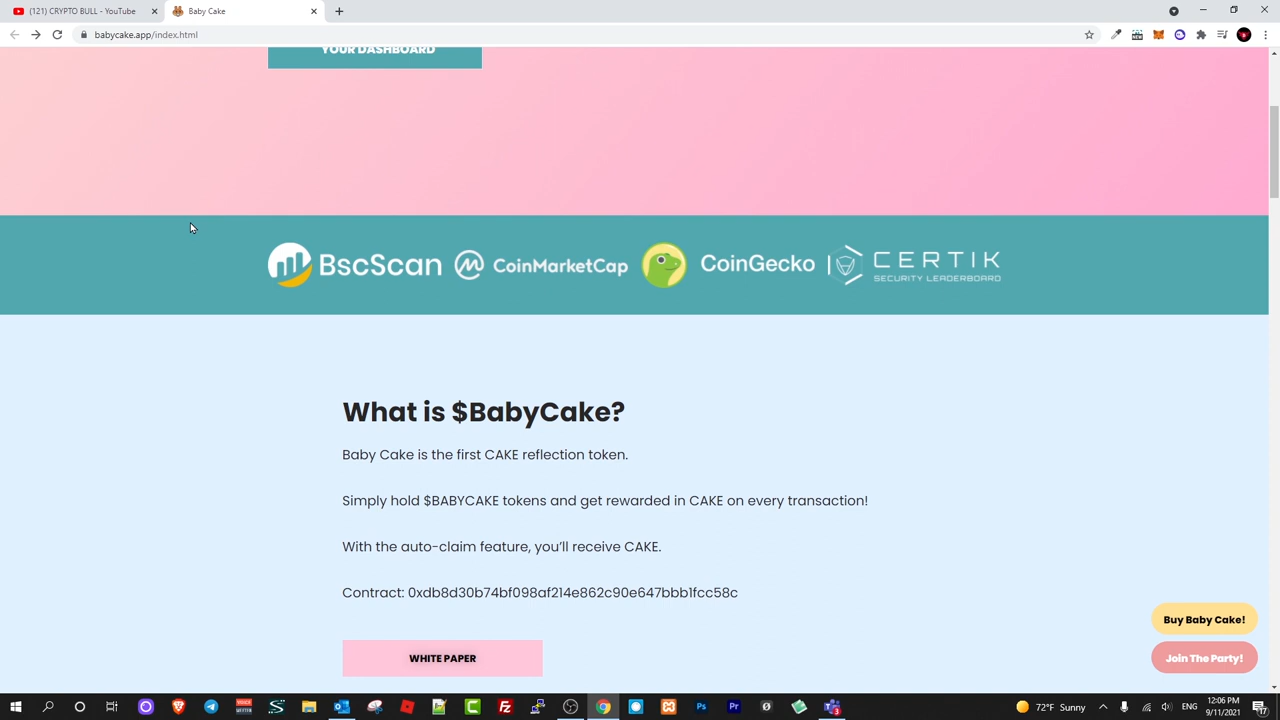 (121) CRYPTO BULL - YouTube
Baby Cake
babycake.app/index.html
YOUR DASHBOARD
BscScan
CoinMarketCap
CoinGecko
CERTIK
SECURITY LEADERBOARD
What is $BabyCake?
Baby Cake is the first CAKE reflection token.
Simply hold $BABYCAKE tokens and get rewarded in CAKE on every transaction!
With the auto-claim feature, you’ll receive CAKE.
Contract: 0xdb8d30b74bf098af214e862c90e647bbb1fcc58c
WHITE PAPER
Buy Baby Cake!
Join The Party!
72°F Sunny
ENG
12:06 PM
9/11/2021